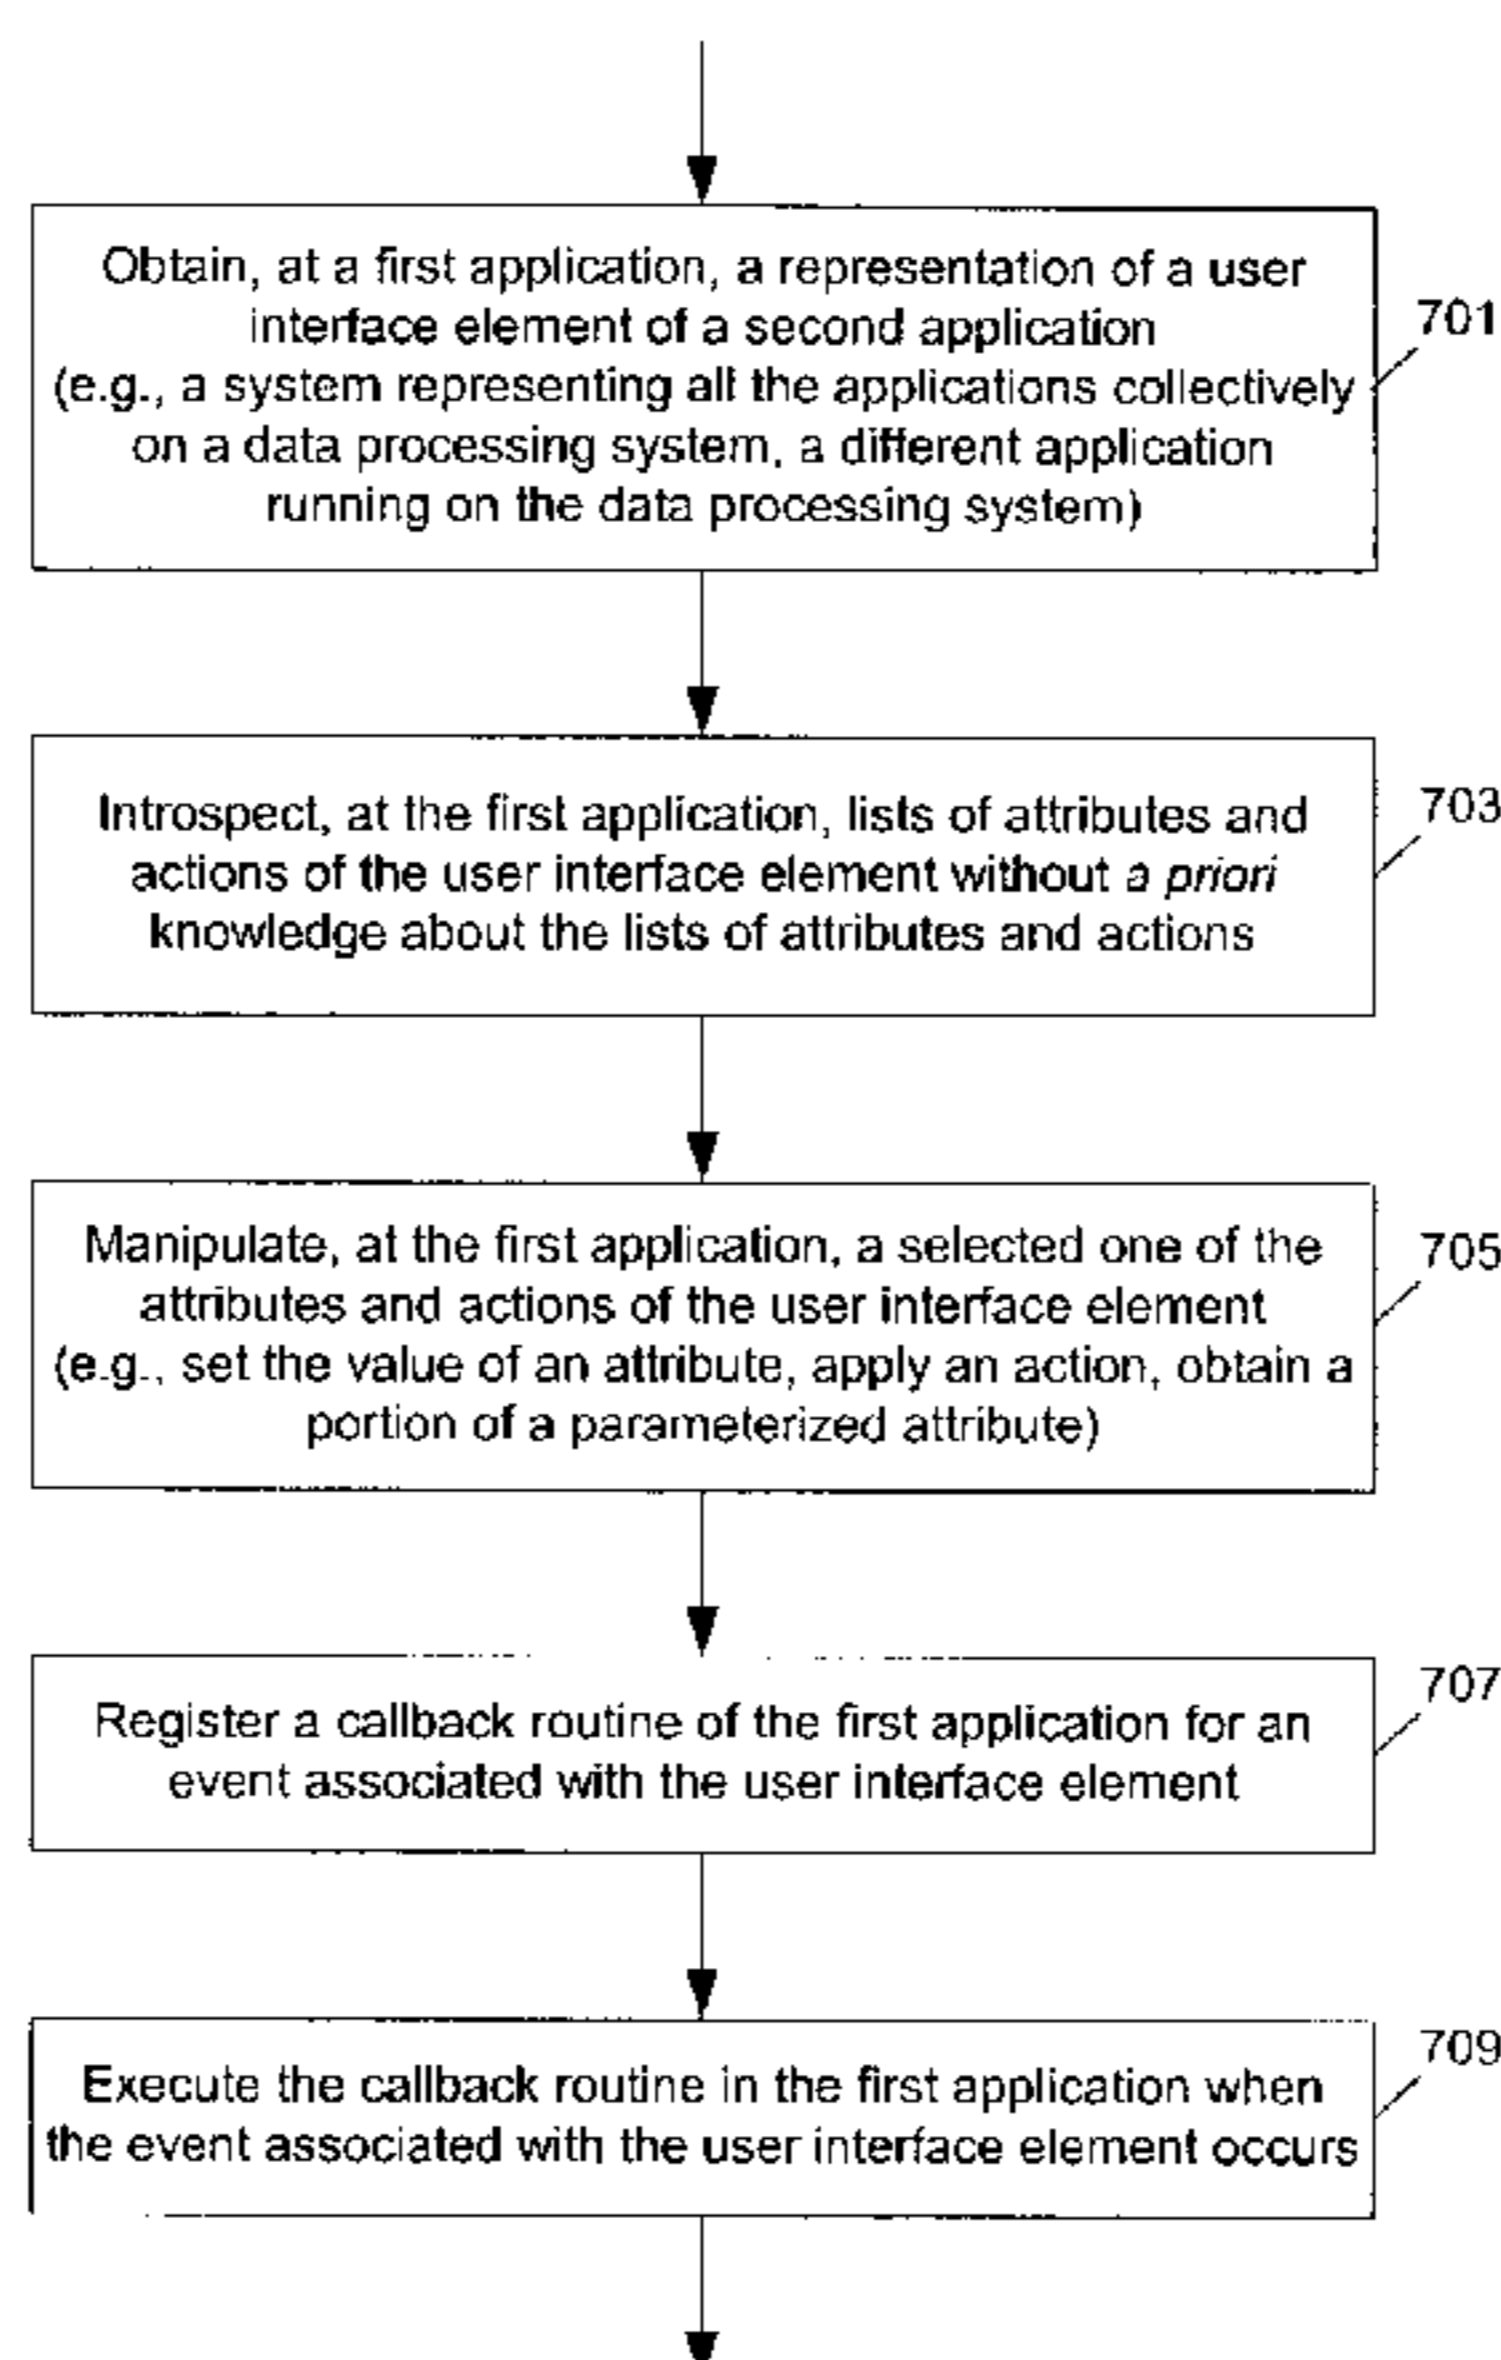 Obtain, at a first application, a representation of a user
interface element of a second application
(e.g., a system representing all the applications collectively
on a data processing system, a different application
running on the data processing system)
701
Introspect, at the first application, lists of attributes and
actions of the user interface element without a priori
knowledge about the lists of attributes and actions
703
Manipulate, at the first application, a selected one of the
attributes and actions of the user interface element
(e.g., set the value of an attribute, apply an action, obtain a
portion of a parameterized attribute)
705
Register a callback routine of the first application for an
event associated with the user interface element
707
Execute the callback routine in the first application when
the event associated with the user interface element occurs
709